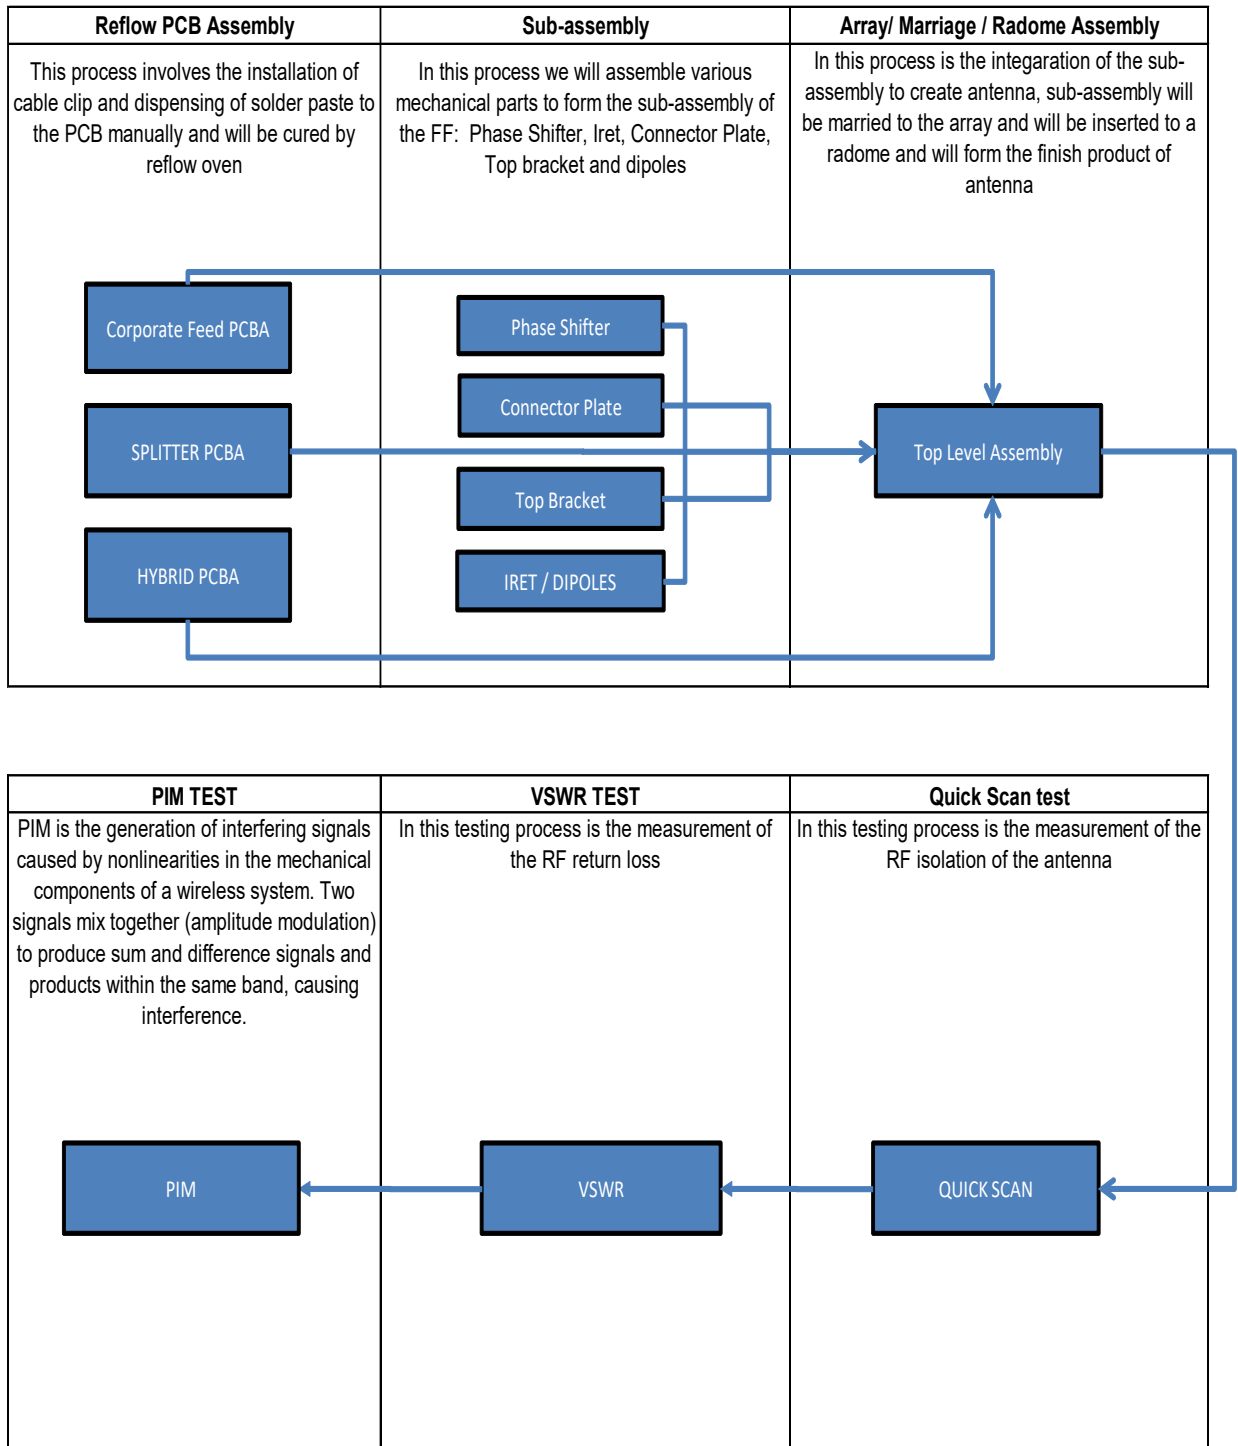 Reflow PCB Assembly
This process involves the installation of
cable clip and dispensing of solder paste to
the PCB manually and will be cured by
reflow oven
Sub-assembly
In this process we will assemble various
mechanical parts to form the sub-assembly of
the FF:  Phase Shifter, Iret, Connector Plate,
Top bracket and dipoles
Array/ Marriage / Radome Assembly
In this process is the integaration of the sub-
assembly to create antenna, sub-assembly will
be married to the array and will be inserted to a
radome and will form the finish product of
antenna
Corporate Feed PCBA
SPLITTER PCBA
HYBRID PCBA
Phase Shifter
Connector Plate
Top Bracket
IRET / DIPOLES
Top Level Assembly
PIM TEST
PIM is the generation of interfering signals
caused by nonlinearities in the mechanical
components of a wireless system. Two
signals mix together (amplitude modulation)
to produce sum and difference signals and
products within the same band, causing
interference.
VSWR TEST
In this testing process is the measurement of
the RF return loss
Quick Scan test
In this testing process is the measurement of the
RF isolation of the antenna
PIM
VSWR
QUICK SCAN